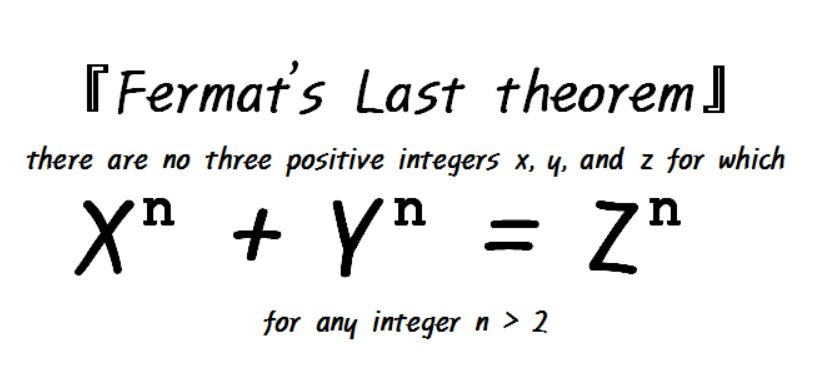 『Fermat's Last theorem』
there are no three positive integers x, y, and z for which
Xⁿ + Yⁿ = Zⁿ
for any integer n > 2